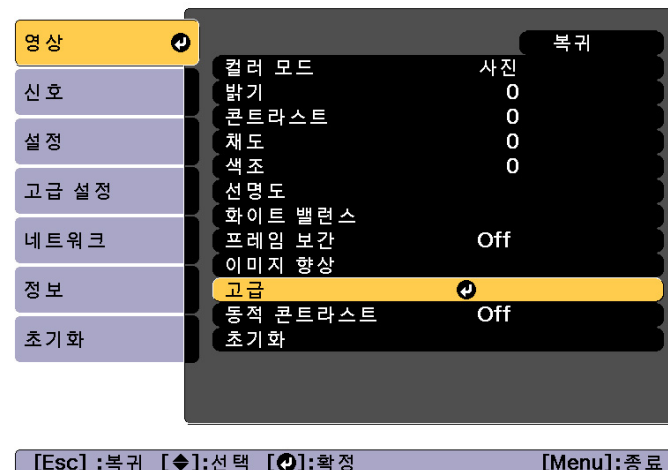 영상
신호
설정
고급 설정
네트워크
정보
초기화
복귀
컬러 모드 사진
밝기 0
콘트라스트 0
채도 0
색조 0
선명도
화이트 밸런스
프레임 보간 Off
이미지 향상
고급
동적 콘트라스트 Off
초기화
[Esc] :복귀 [◆]:선택 [↵]:확정 [Menu]:종료